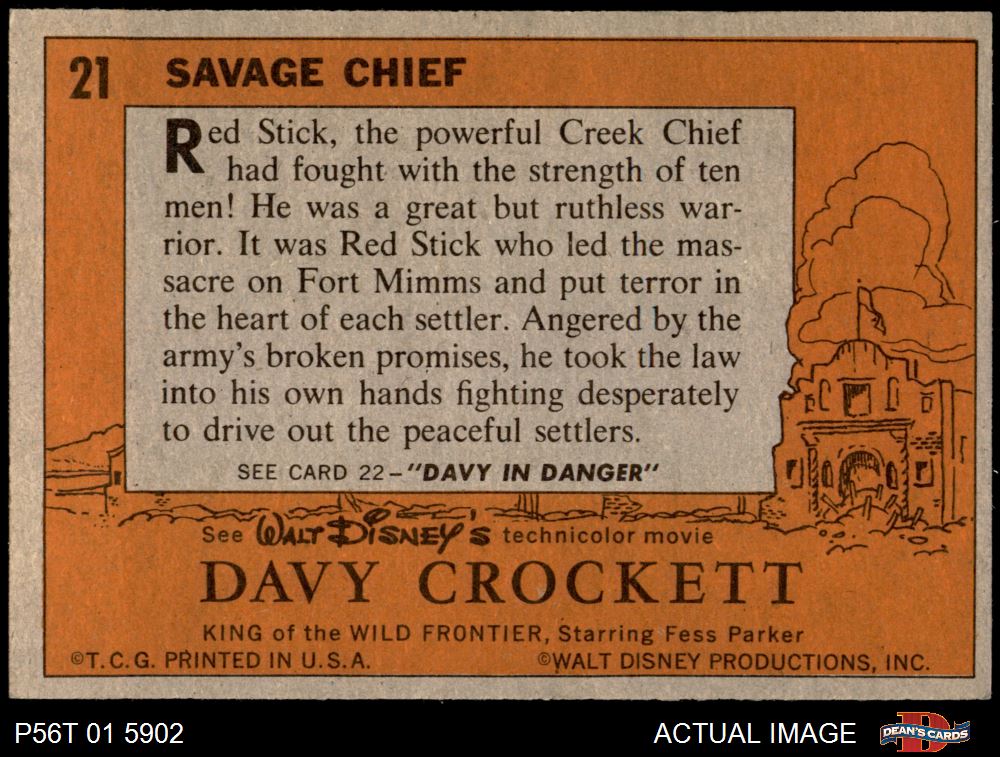 21 SAVAGE CHIEF
Red Stick, the powerful Creek Chief
had fought with the strength of ten
men! He was a great but ruthless war-
rior. It was Red Stick who led the mas-
sacre on Fort Mimms and put terror in
the heart of each settler. Angered by the
army's broken promises, he took the law
into his own hands fighting desperately
to drive out the peaceful settlers.
SEE CARD 22-"DAVY IN DANGER"
See WALT DISNEY'S technicolor movie
DAVY CROCKETT
KING of the WILD FRONTIER, Starring Fess Parker
©T.C.G. PRINTED IN U.S.A. ©WALT DISNEY PRODUCTIONS, INC.
P56T 01 5902 ACTUAL IMAGE DEAN'S CARDS